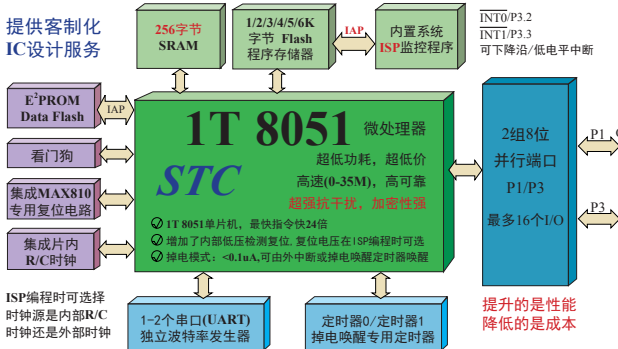 提供客制化
IC设计服务
256字节
SRAM
1/2/3/4/5/6K
字节 Flash
程序存储器
IAP
内置系统
ISP监控程序
INT0/P3.2
INT1/P3.3
可下降沿/低电平中断
E²PROM
Data Flash
IAP
看门狗
集成MAX810
专用复位电路
集成片内
R/C时钟
1T 8051 微处理器
STC
超低功耗，超低价
高速(0-35M)，高可靠
超强抗干扰，加密性强
1T 8051单片机，最快指令快24倍
增加了内部低压检测复位,复位电压在ISP编程时可选
掉电模式：<0.1uA,可由外中断或掉电唤醒定时器唤醒
2组8位
并行端口
P1/P3
最多16个I/O
P1
P3
ISP编程时可选择
时钟源是内部R/C
时钟还是外部时钟
1-2个串口(UART)
独立波特率发生器
定时器0/定时器1
掉电唤醒专用定时器
提升的是性能
降低的是成本